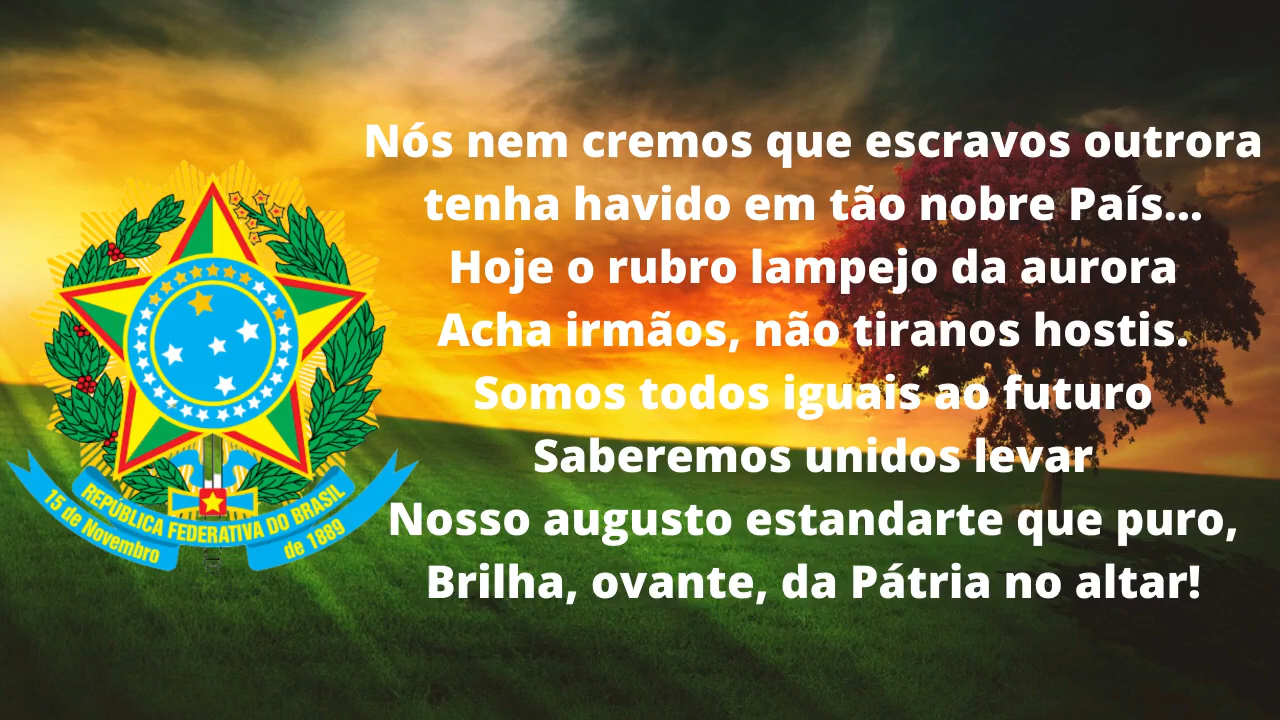 Nós nem cremos que escravos outrora
tenha havido em tão nobre País...
Hoje o rubro lampejo da aurora
Acha irmãos, não tiranos hostis.
Somos todos iguais ao futuro
Saberemos unidos levar
Nosso augusto estandarte que puro,
Brilha, ovante, da Pátria no altar!
REPÚBLICA FEDERATIVA DO BRASIL
15 de Novembro
de 1889